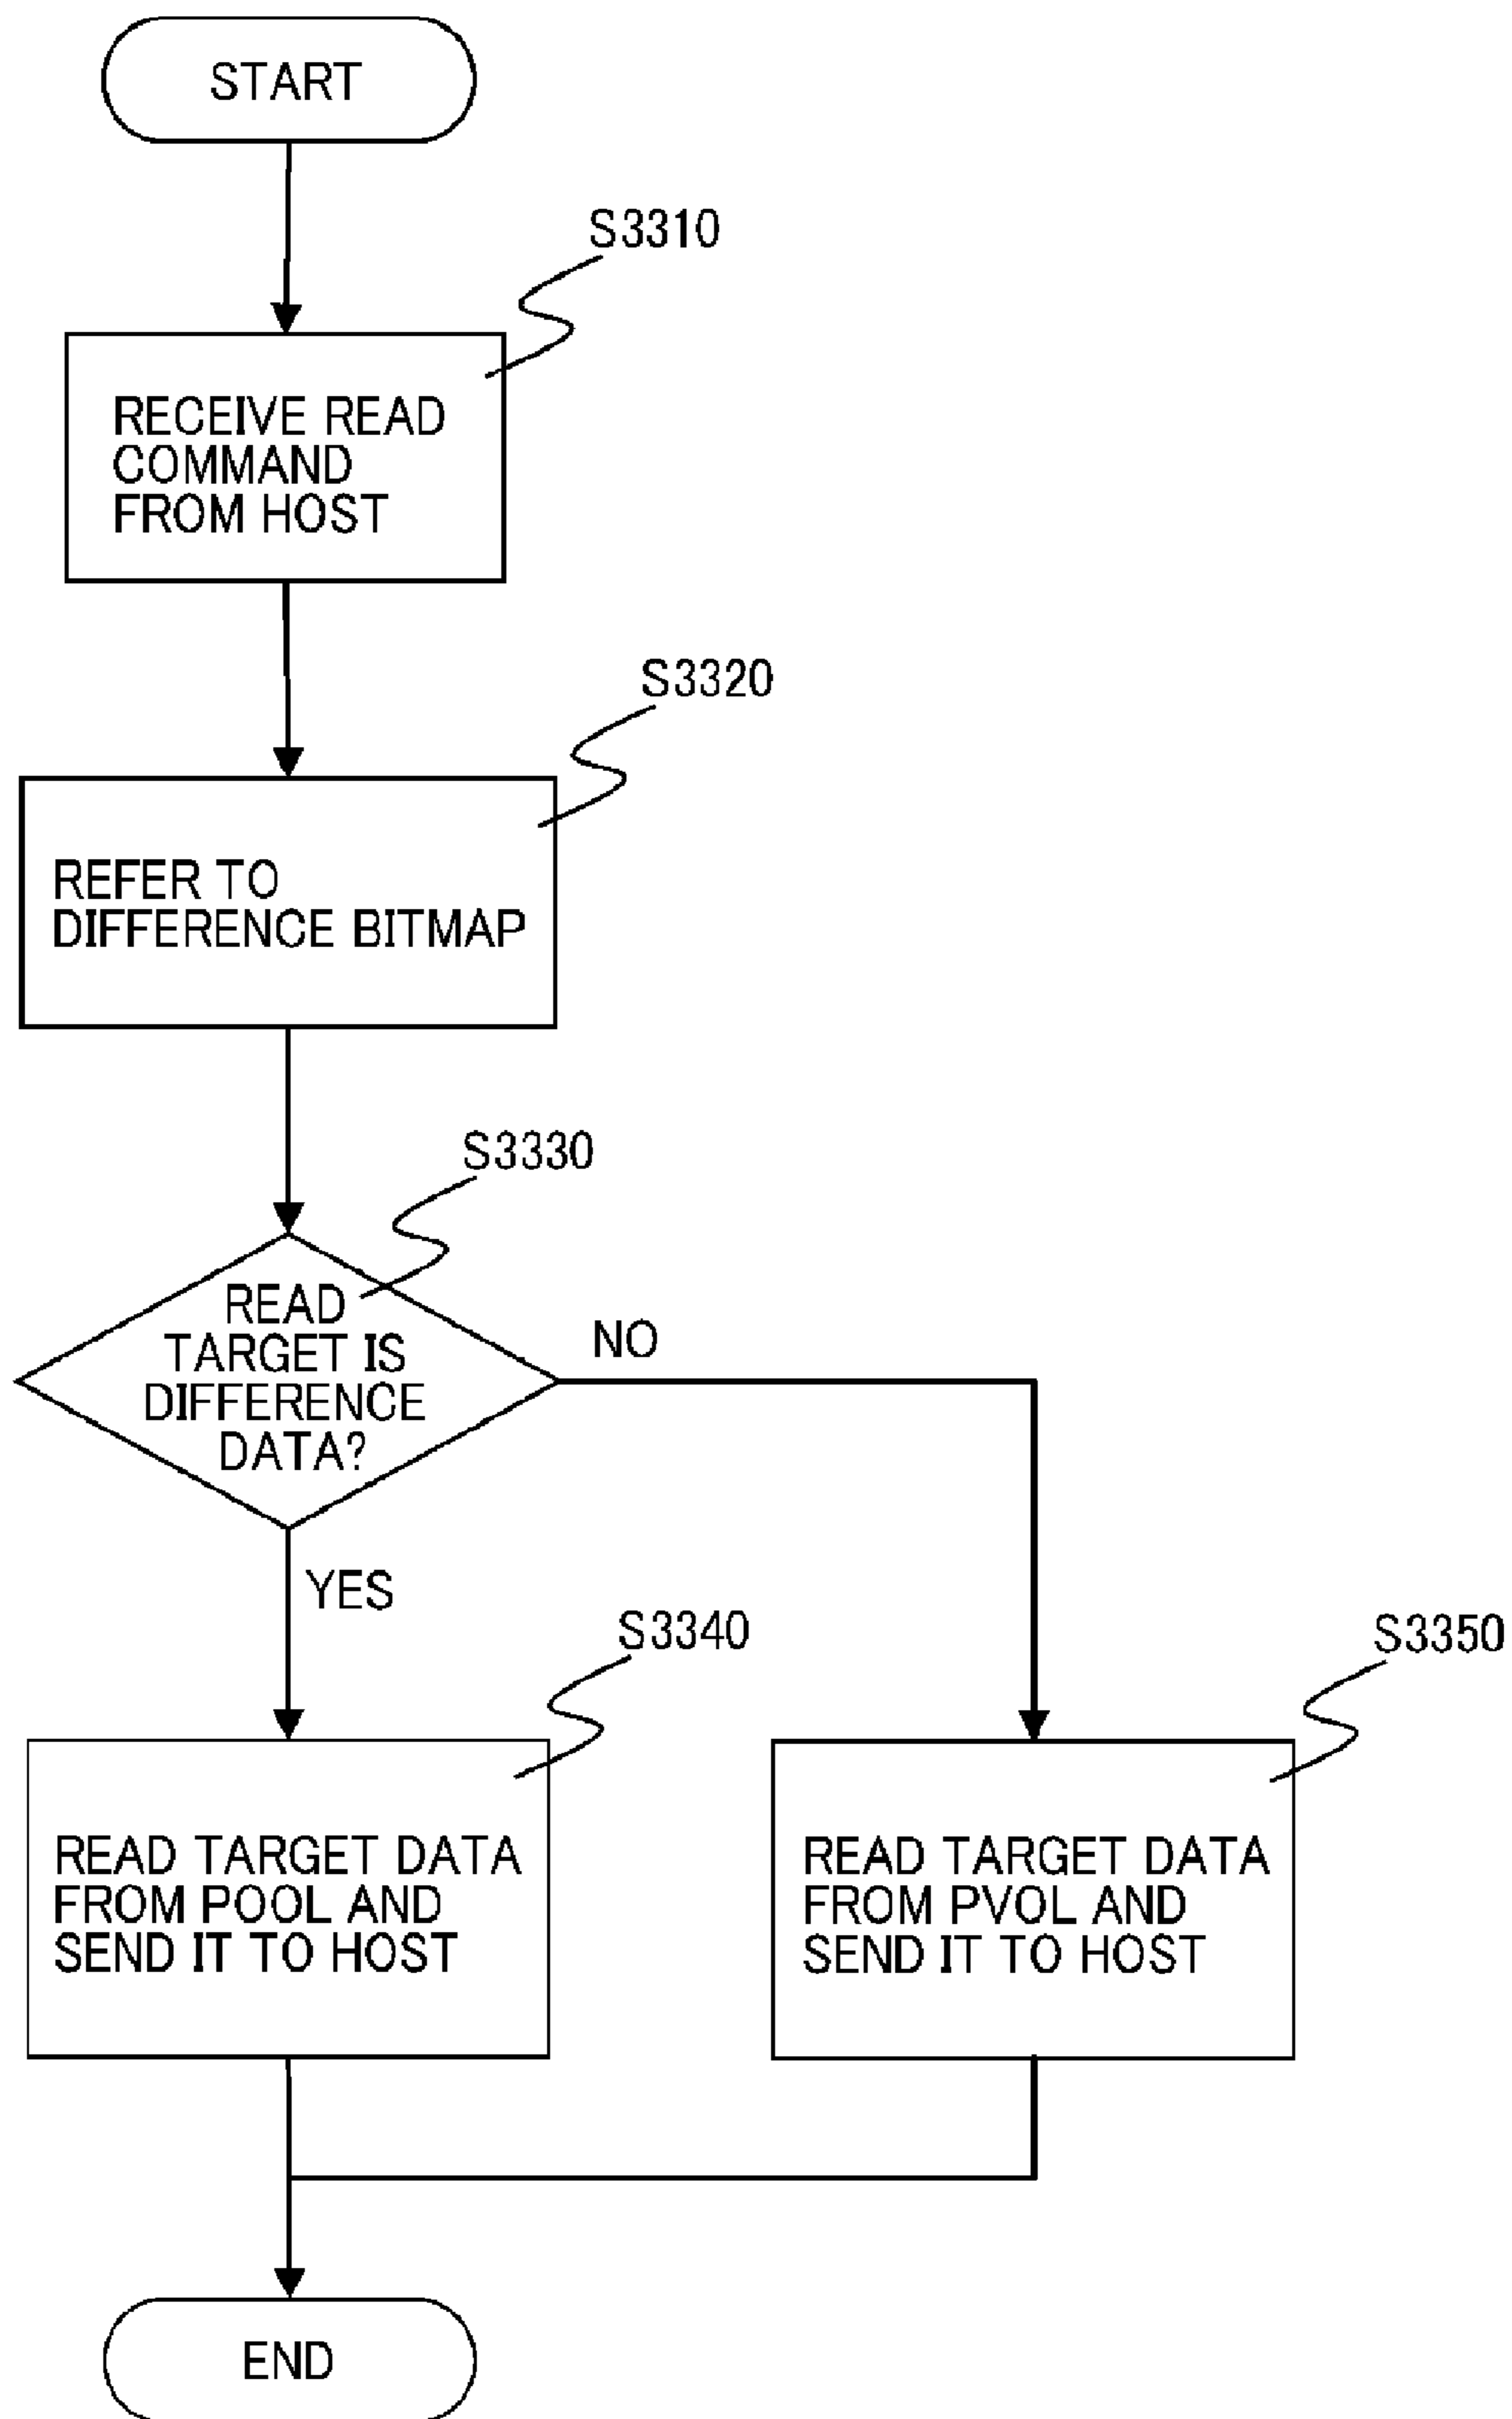 START
S3310
RECEIVE READ
COMMAND
FROM HOST
S3320
REFER TO
DIFFERENCE BITMAP
S3330
READ
TARGET IS
DIFFERENCE
DATA?
NO
YES
S3340
READ TARGET DATA
FROM POOL AND
SEND IT TO HOST
S3350
READ TARGET DATA
FROM PVOL AND
SEND IT TO HOST
END